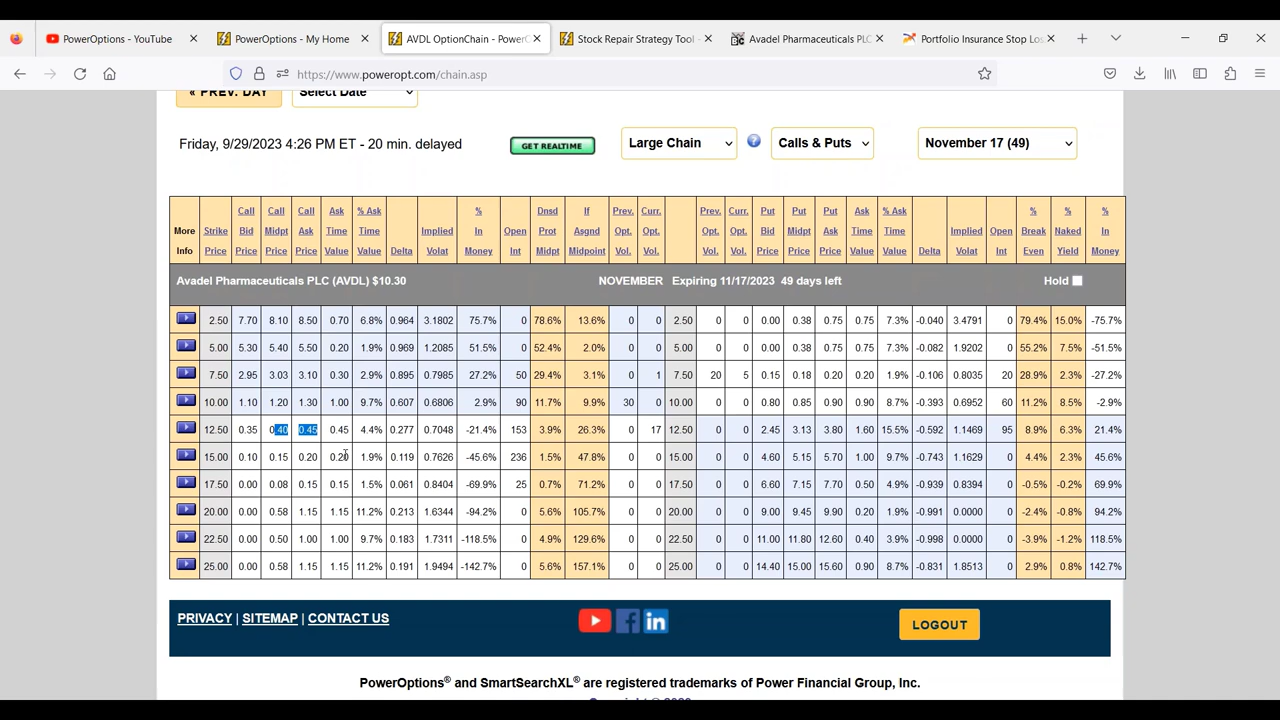 PowerOptions - YouTube × PowerOptions - My Home × AVDL OptionChain - PowerO × Stock Repair Strategy Tool - × Avadel Pharmaceuticals PLC × Portfolio Insurance Stop Los ×
https://www.poweropt.com/chain.asp
« PREV. DAY Select Date
Friday, 9/29/2023 4:26 PM ET - 20 min. delayed GET REALTIME Large Chain ? Calls & Puts November 17 (49)
More Info Strike Price Call Bid Price Call Midpt Price Call Ask Price Ask Time Value % Ask Time Value Delta Implied Volat % In Money Open Int Dnsd Prot Midpt If Asgnd Midpoint Prev. Opt. Vol. Curr. Opt. Vol. Prev. Opt. Vol. Curr. Opt. Vol. Put Bid Price Put Midpt Price Put Ask Price Ask Time Value % Ask Time Value Delta Implied Volat Open Int % Break Even % Naked Yield % In Money
Avadel Pharmaceuticals PLC (AVDL) $10.30 NOVEMBER Expiring 11/17/2023 49 days left Hold
2.50 7.70 8.10 8.50 0.70 6.8% 0.964 3.1802 75.7% 0 78.6% 13.6% 0 0 2.50 0 0 0.00 0.38 0.75 0.75 7.3% -0.040 3.4791 0 79.4% 15.0% -75.7%
5.00 5.30 5.40 5.50 0.20 1.9% 0.969 1.2085 51.5% 0 52.4% 2.0% 0 0 5.00 0 0 0.00 0.38 0.75 0.75 7.3% -0.082 1.9202 0 55.2% 7.5% -51.5%
7.50 2.95 3.03 3.10 0.30 2.9% 0.895 0.7985 27.2% 50 29.4% 3.1% 0 1 7.50 20 5 0.15 0.18 0.20 0.20 1.9% -0.106 0.8035 20 28.9% 2.3% -27.2%
10.00 1.10 1.20 1.30 1.00 9.7% 0.607 0.6806 2.9% 90 11.7% 9.9% 30 0 10.00 0 0 0.80 0.85 0.90 0.90 8.7% -0.393 0.6952 60 11.2% 8.5% -2.9%
12.50 0.35 0.40 0.45 0.45 4.4% 0.277 0.7048 -21.4% 153 3.9% 26.3% 0 17 12.50 0 0 2.45 3.13 3.80 1.60 15.5% -0.592 1.1469 95 8.9% 6.3% 21.4%
15.00 0.10 0.15 0.20 0.20 1.9% 0.119 0.7626 -45.6% 236 1.5% 47.8% 0 0 15.00 0 0 4.60 5.15 5.70 1.00 9.7% -0.743 1.1629 0 4.4% 2.3% 45.6%
17.50 0.00 0.08 0.15 0.15 1.5% 0.061 0.8404 -69.9% 25 0.7% 71.2% 0 0 17.50 0 0 6.60 7.15 7.70 0.50 4.9% -0.939 0.8394 0 -0.5% -0.2% 69.9%
20.00 0.00 0.58 1.15 1.15 11.2% 0.213 1.6344 -94.2% 0 5.6% 105.7% 0 0 20.00 0 0 9.00 9.45 9.90 0.20 1.9% -0.991 0.0000 0 -2.4% -0.8% 94.2%
22.50 0.00 0.50 1.00 1.00 9.7% 0.183 1.7311 -118.5% 0 4.9% 129.6% 0 0 22.50 0 0 11.00 11.80 12.60 0.40 3.9% -0.998 0.0000 0 -3.9% -1.2% 118.5%
25.00 0.00 0.58 1.15 1.15 11.2% 0.191 1.9494 -142.7% 0 5.6% 157.1% 0 0 25.00 0 0 14.40 15.00 15.60 0.90 8.7% -0.831 1.8513 0 2.9% 0.8% 142.7%
PRIVACY | SITEMAP | CONTACT US LOGOUT
PowerOptions® and SmartSearchXL® are registered trademarks of Power Financial Group, Inc.